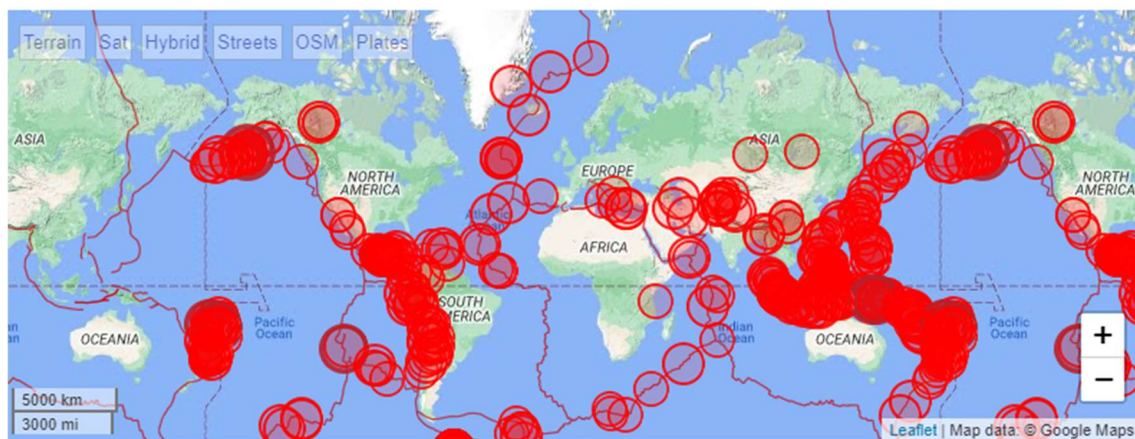 Terrain Sat Hybrid Streets OSM Plates
ASIA
NORTH
AMERICA
EUROPE
ASIA
NORTH
AMERICA
Atlantic
AFRICA
SOUTH
Pacific
Ocean
OCEANIA
Indian
Ocean
OCEANIA
Pacific
Ocean
+
−
5000 km
3000 mi
Leaflet | Map data: © Google Maps